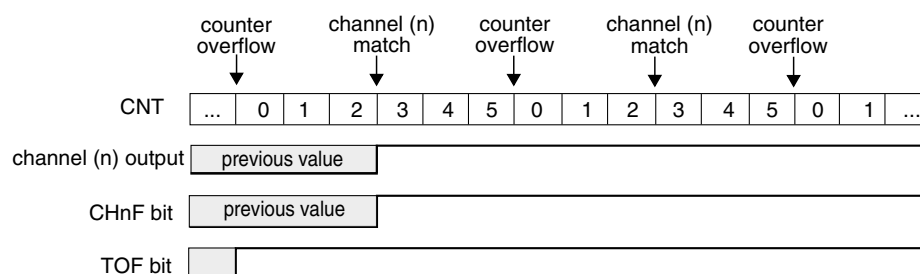 counter overflow
channel (n) match
counter overflow
channel (n) match
counter overflow
CNT ... 0 1 2 3 4 5 0 1 2 3 4 5 0 1 ...
channel (n) output previous value
CHnF bit previous value
TOF bit